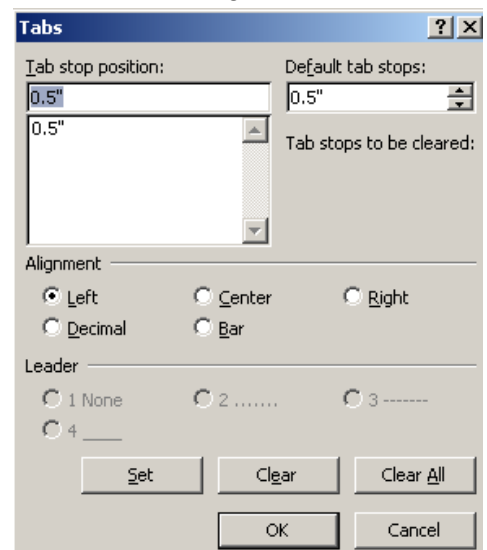 Tabs
Tab stop position: Default tab stops:
0.5" 0.5"
0.5"
Tab stops to be cleared:
Alignment
Left Center Right
Decimal Bar
Leader
1 None 2 ....... 3 -------
4 ____
Set Clear Clear All
OK Cancel